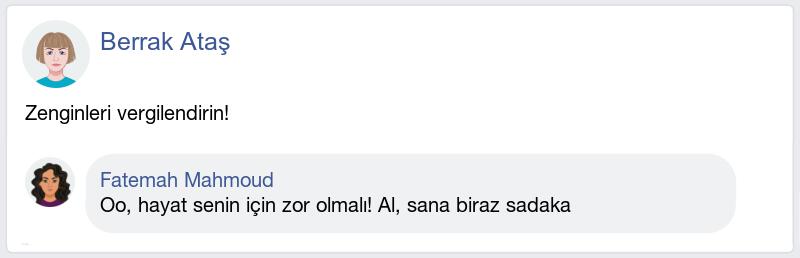 Berrak Ataş
Zenginleri vergilendirin!
Fatemah Mahmoud
Oo, hayat senin için zor olmalı! Al, sana biraz sadaka